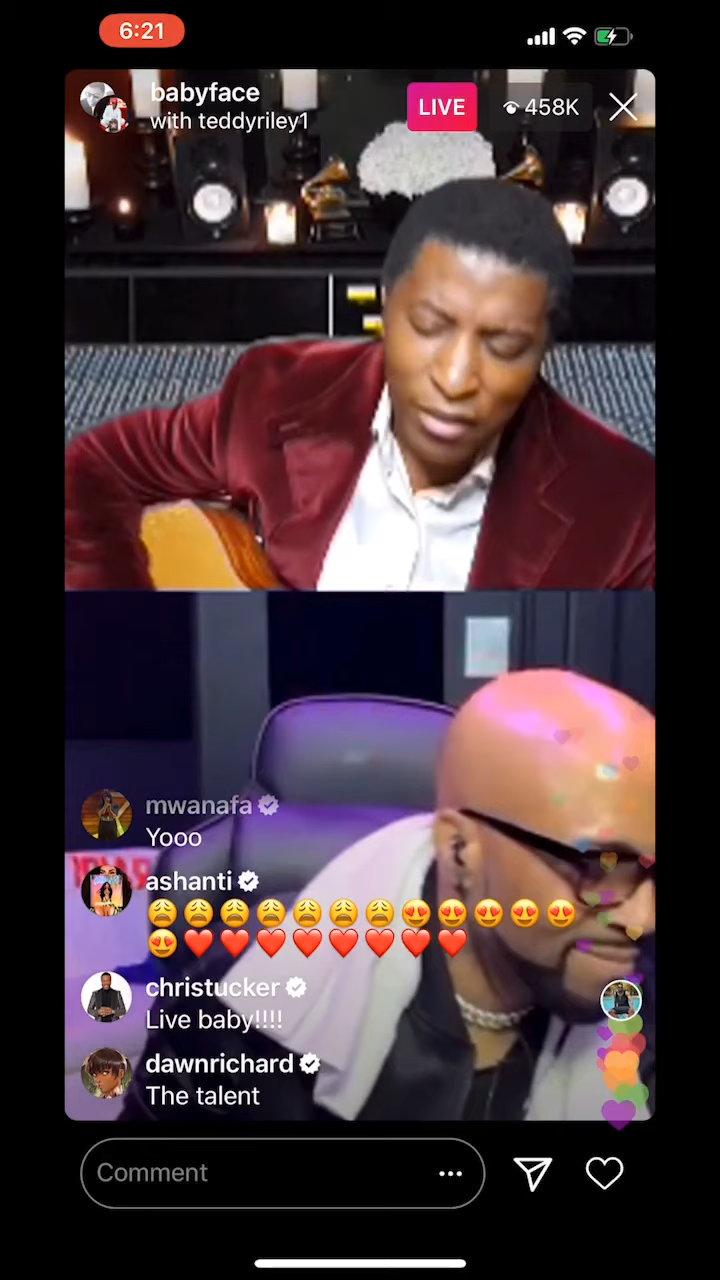 6:21
babyface
with teddyriley1
LIVE
458K
mwanafa
Yooo
ashanti
😩😩😩😩😩😩😩😍😍😍😍😍
😍❤️❤️❤️❤️❤️❤️❤️❤️
christucker
Live baby!!!!
dawnrichard
The talent
Comment